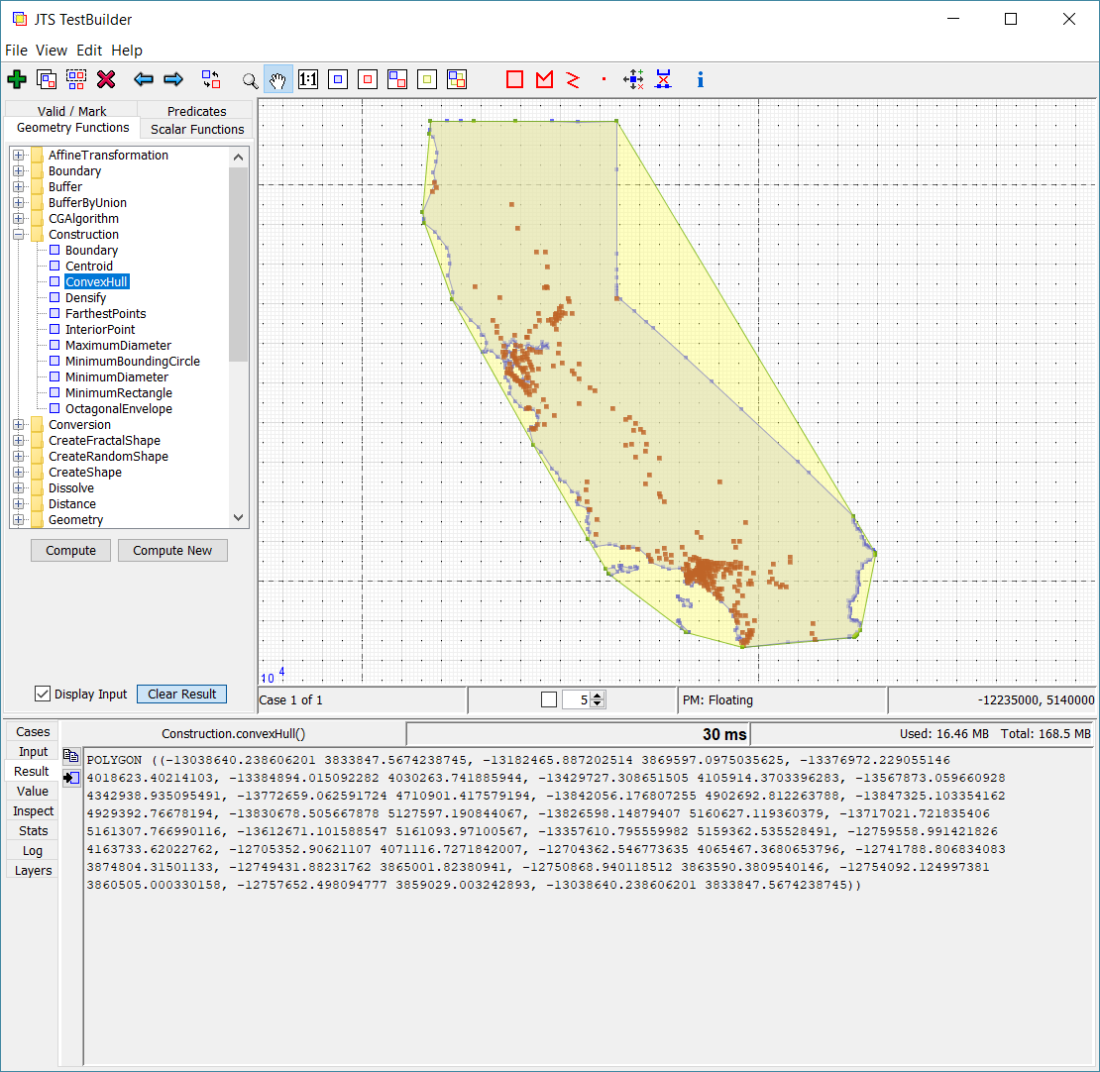 JTS TestBuilder
File View Edit Help
1:1
i
Valid / Mark Predicates
Geometry Functions Scalar Functions
AffineTransformation
Boundary
Buffer
BufferByUnion
CGAlgorithm
Construction
Boundary
Centroid
ConvexHull
Densify
FarthestPoints
InteriorPoint
MaximumDiameter
MinimumBoundingCircle
MinimumDiameter
MinimumRectangle
OctagonalEnvelope
Conversion
CreateFractalShape
CreateRandomShape
CreateShape
Dissolve
Distance
Geometry
Compute Compute New
Display Input Clear Result
10 4
Case 1 of 1 5 PM: Floating -12235000, 5140000
Cases
Input
Result
Value
Inspect
Stats
Log
Layers
Construction.convexHull() 30 ms Used: 16.46 MB Total: 168.5 MB
POLYGON ((-13038640.238606201 3833847.5674238745, -13182465.887202514 3869597.0975035625, -13376972.229055146
4018623.40214103, -13384894.015092282 4030263.741885944, -13429727.308651505 4105914.3703396283, -13567873.059660928
4342938.935095491, -13772659.062591724 4710901.417579194, -13842056.176807255 4902692.812263788, -13847325.103354162
4929392.76678194, -13830678.505667878 5127597.190844067, -13826598.14879407 5160627.119360379, -13717021.721835406
5161307.766990116, -13612671.101588547 5161093.97100567, -13357610.795559982 5159362.535528491, -12759558.991421826
4163733.62022762, -12705352.90621107 4071116.7271842007, -12704362.546773635 4065467.3680653796, -12741788.806834083
3874804.31501133, -12749431.88231762 3865001.82380941, -12750868.940118512 3863590.3809540146, -12754092.124997381
3860505.000330158, -12757652.498094777 3859029.003242893, -13038640.238606201 3833847.5674238745))